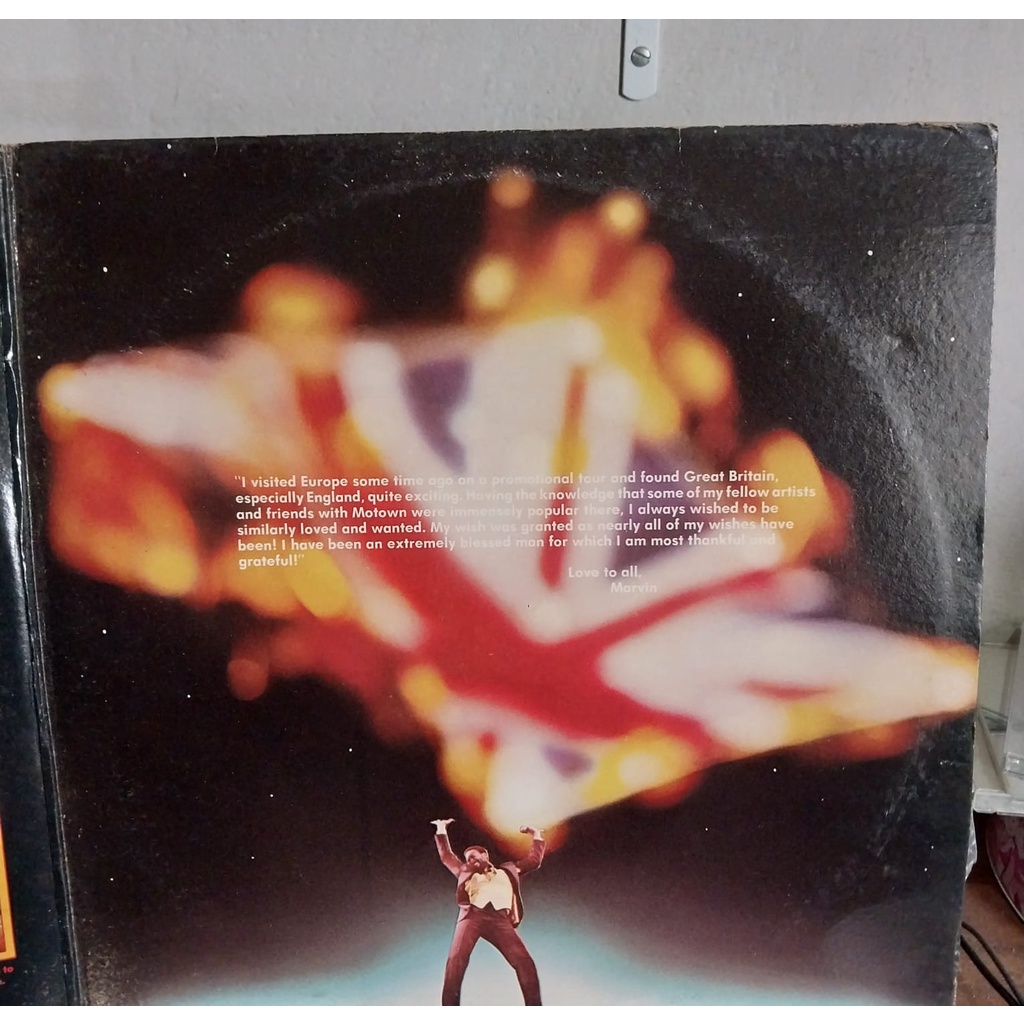 "I visited Europe some time ago on a promotional tour and found Great Britain,
especially England, quite exciting. Having the knowledge that some of my fellow artists
and friends with Motown were immensely popular there, I always wished to be
similarly loved and wanted. My wish was granted as nearly all of my wishes have
been! I have been an extremely blessed man for which I am most thankful and
grateful!"
Love to all,
Marvin
to